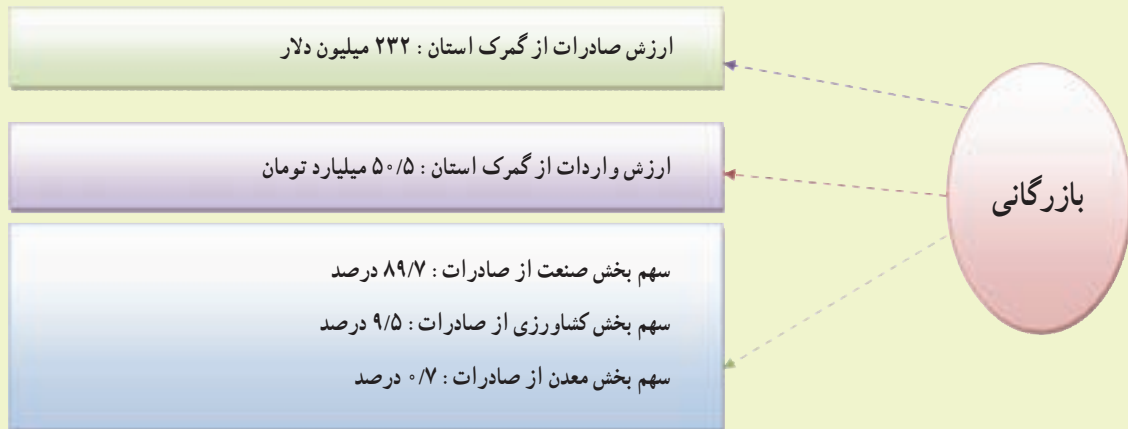 بازرگانی
ارزش صادرات از گمرک استان : ۲۳۲ میلیون دلار
ارزش واردات از گمرک استان : ۵۰/۵ میلیارد تومان
سهم بخش صنعت از صادرات : ۸۹/۷ درصد
سهم بخش کشاورزی از صادرات : ۹/۵ درصد
سهم بخش معدن از صادرات : ۰/۷ درصد